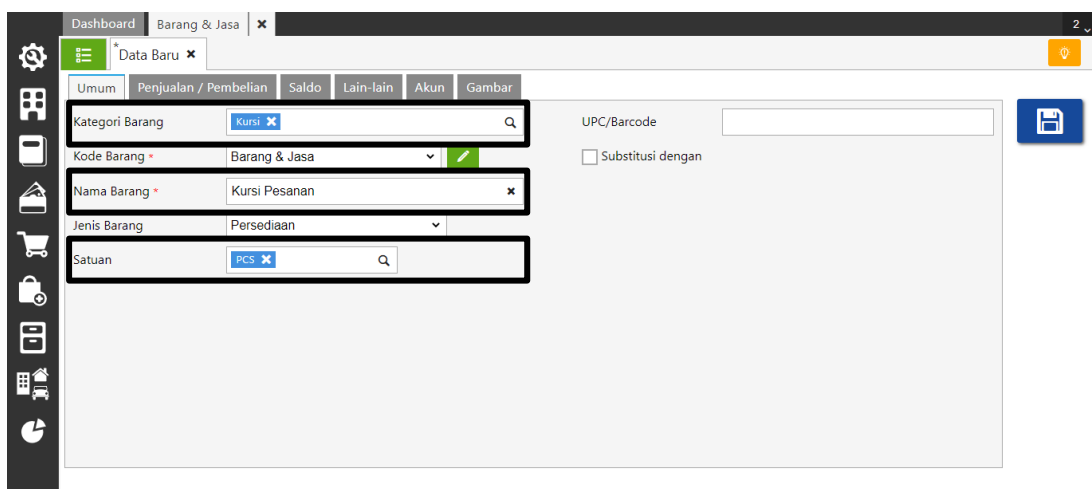 Dashboard Barang & Jasa 2
*Data Baru
Umum Penjualan / Pembelian Saldo Lain-lain Akun Gambar
Kategori Barang Kursi UPC/Barcode
Kode Barang * Barang & Jasa Substitusi dengan
Nama Barang * Kursi Pesanan
Jenis Barang Persediaan
Satuan PCS